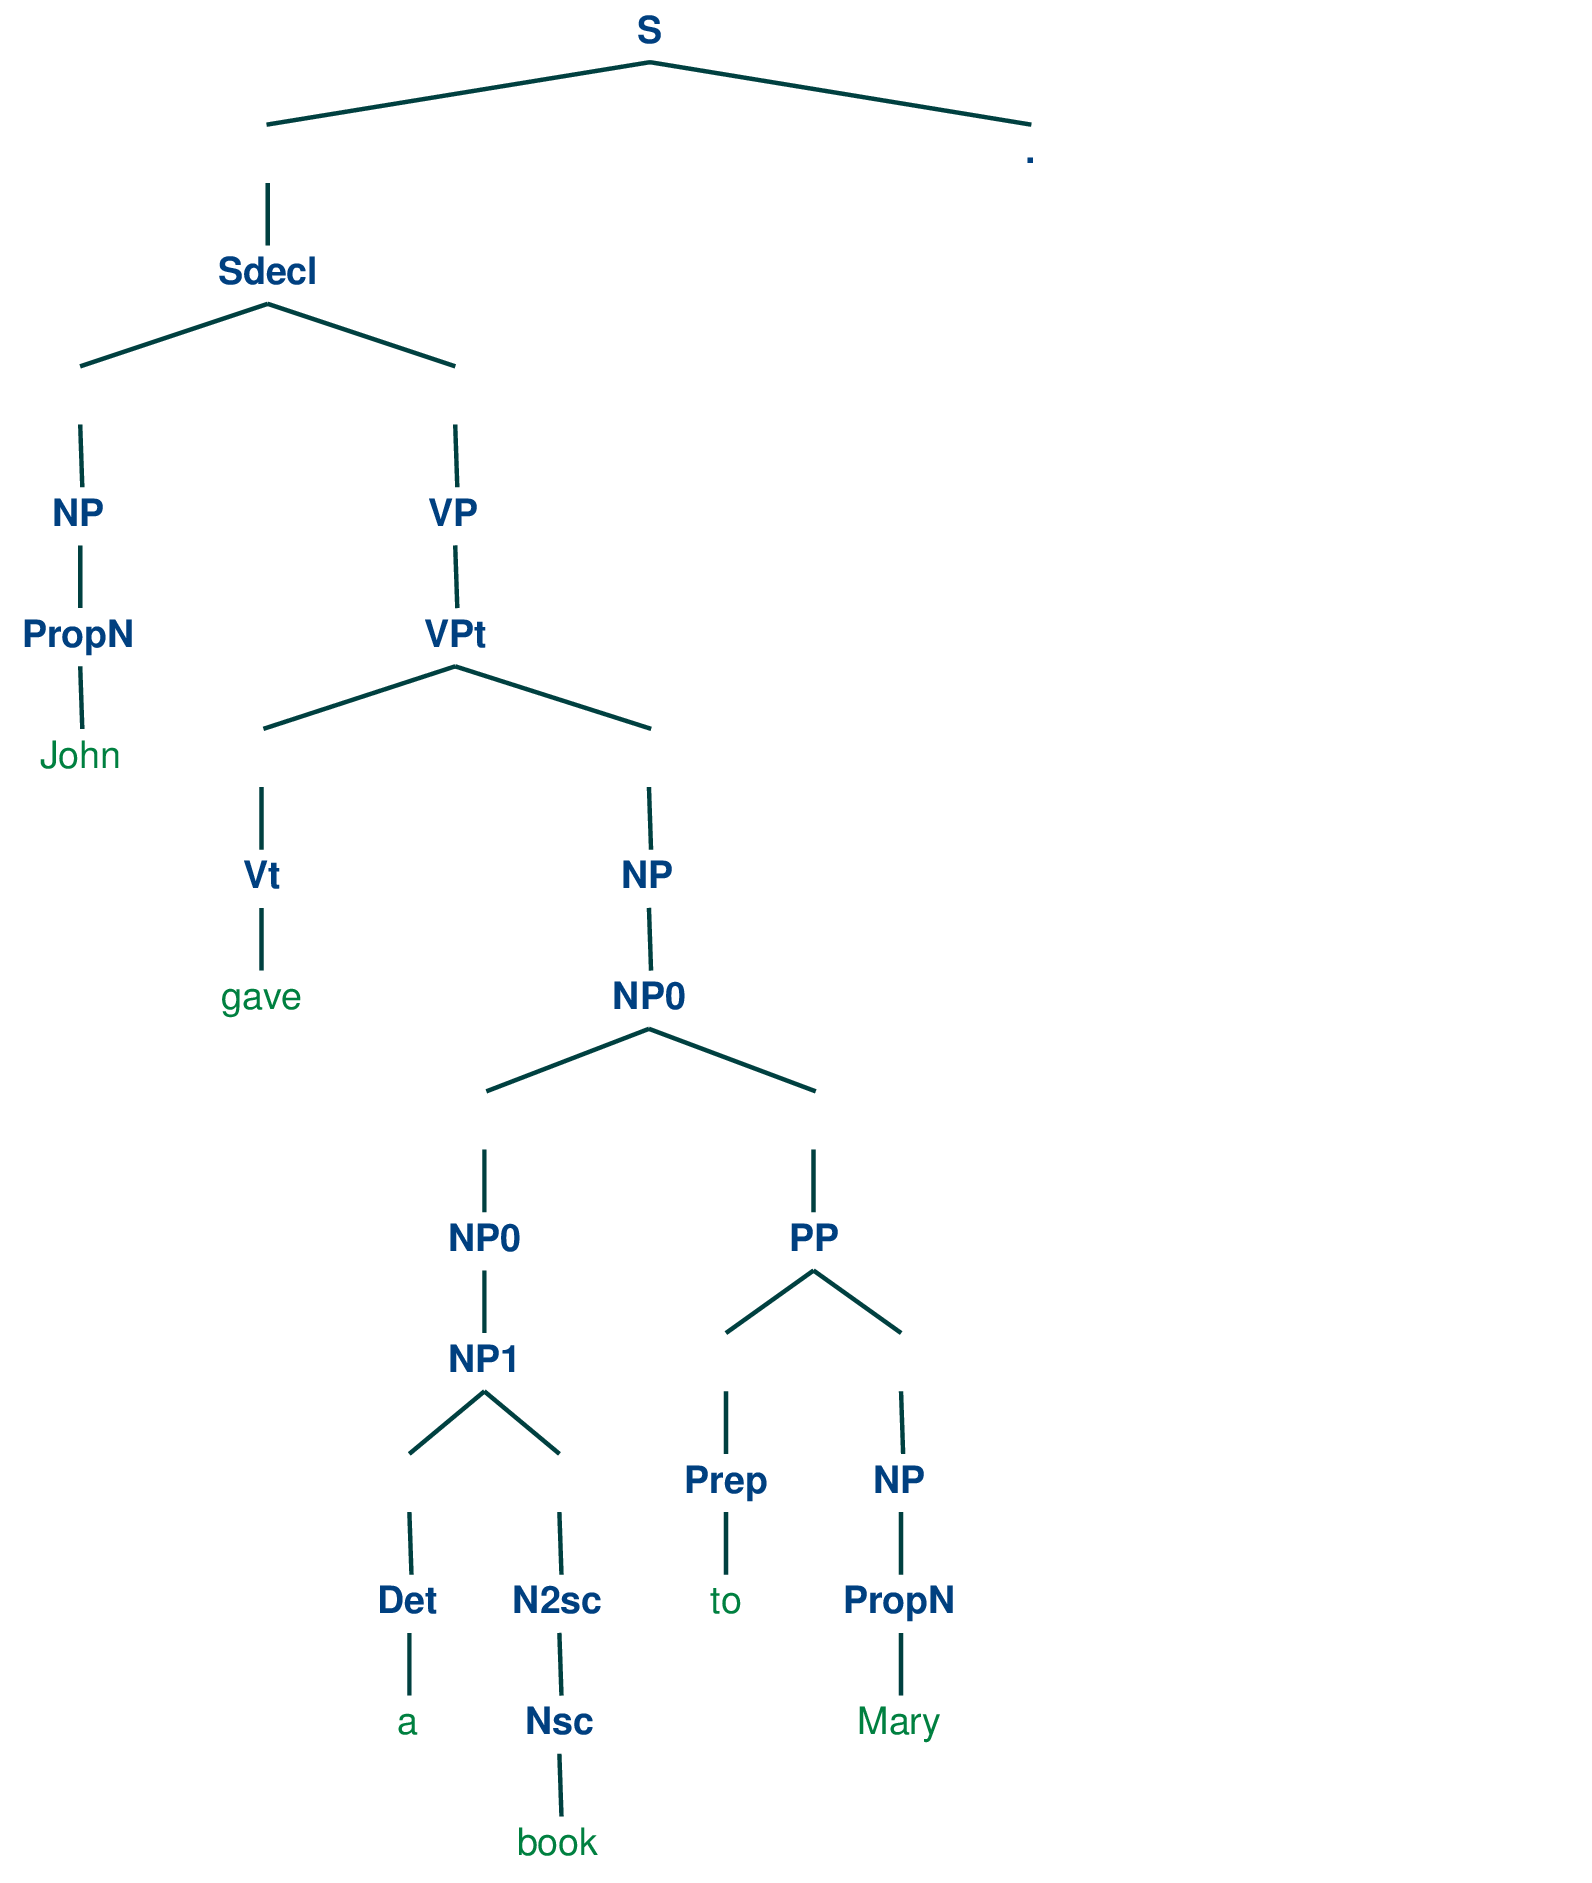 S
.
Sdecl
NP VP
PropN VPt
John
Vt NP
gave NP0
NP0 PP
NP1
Prep NP
Det N2sc to PropN
a Nsc Mary
book